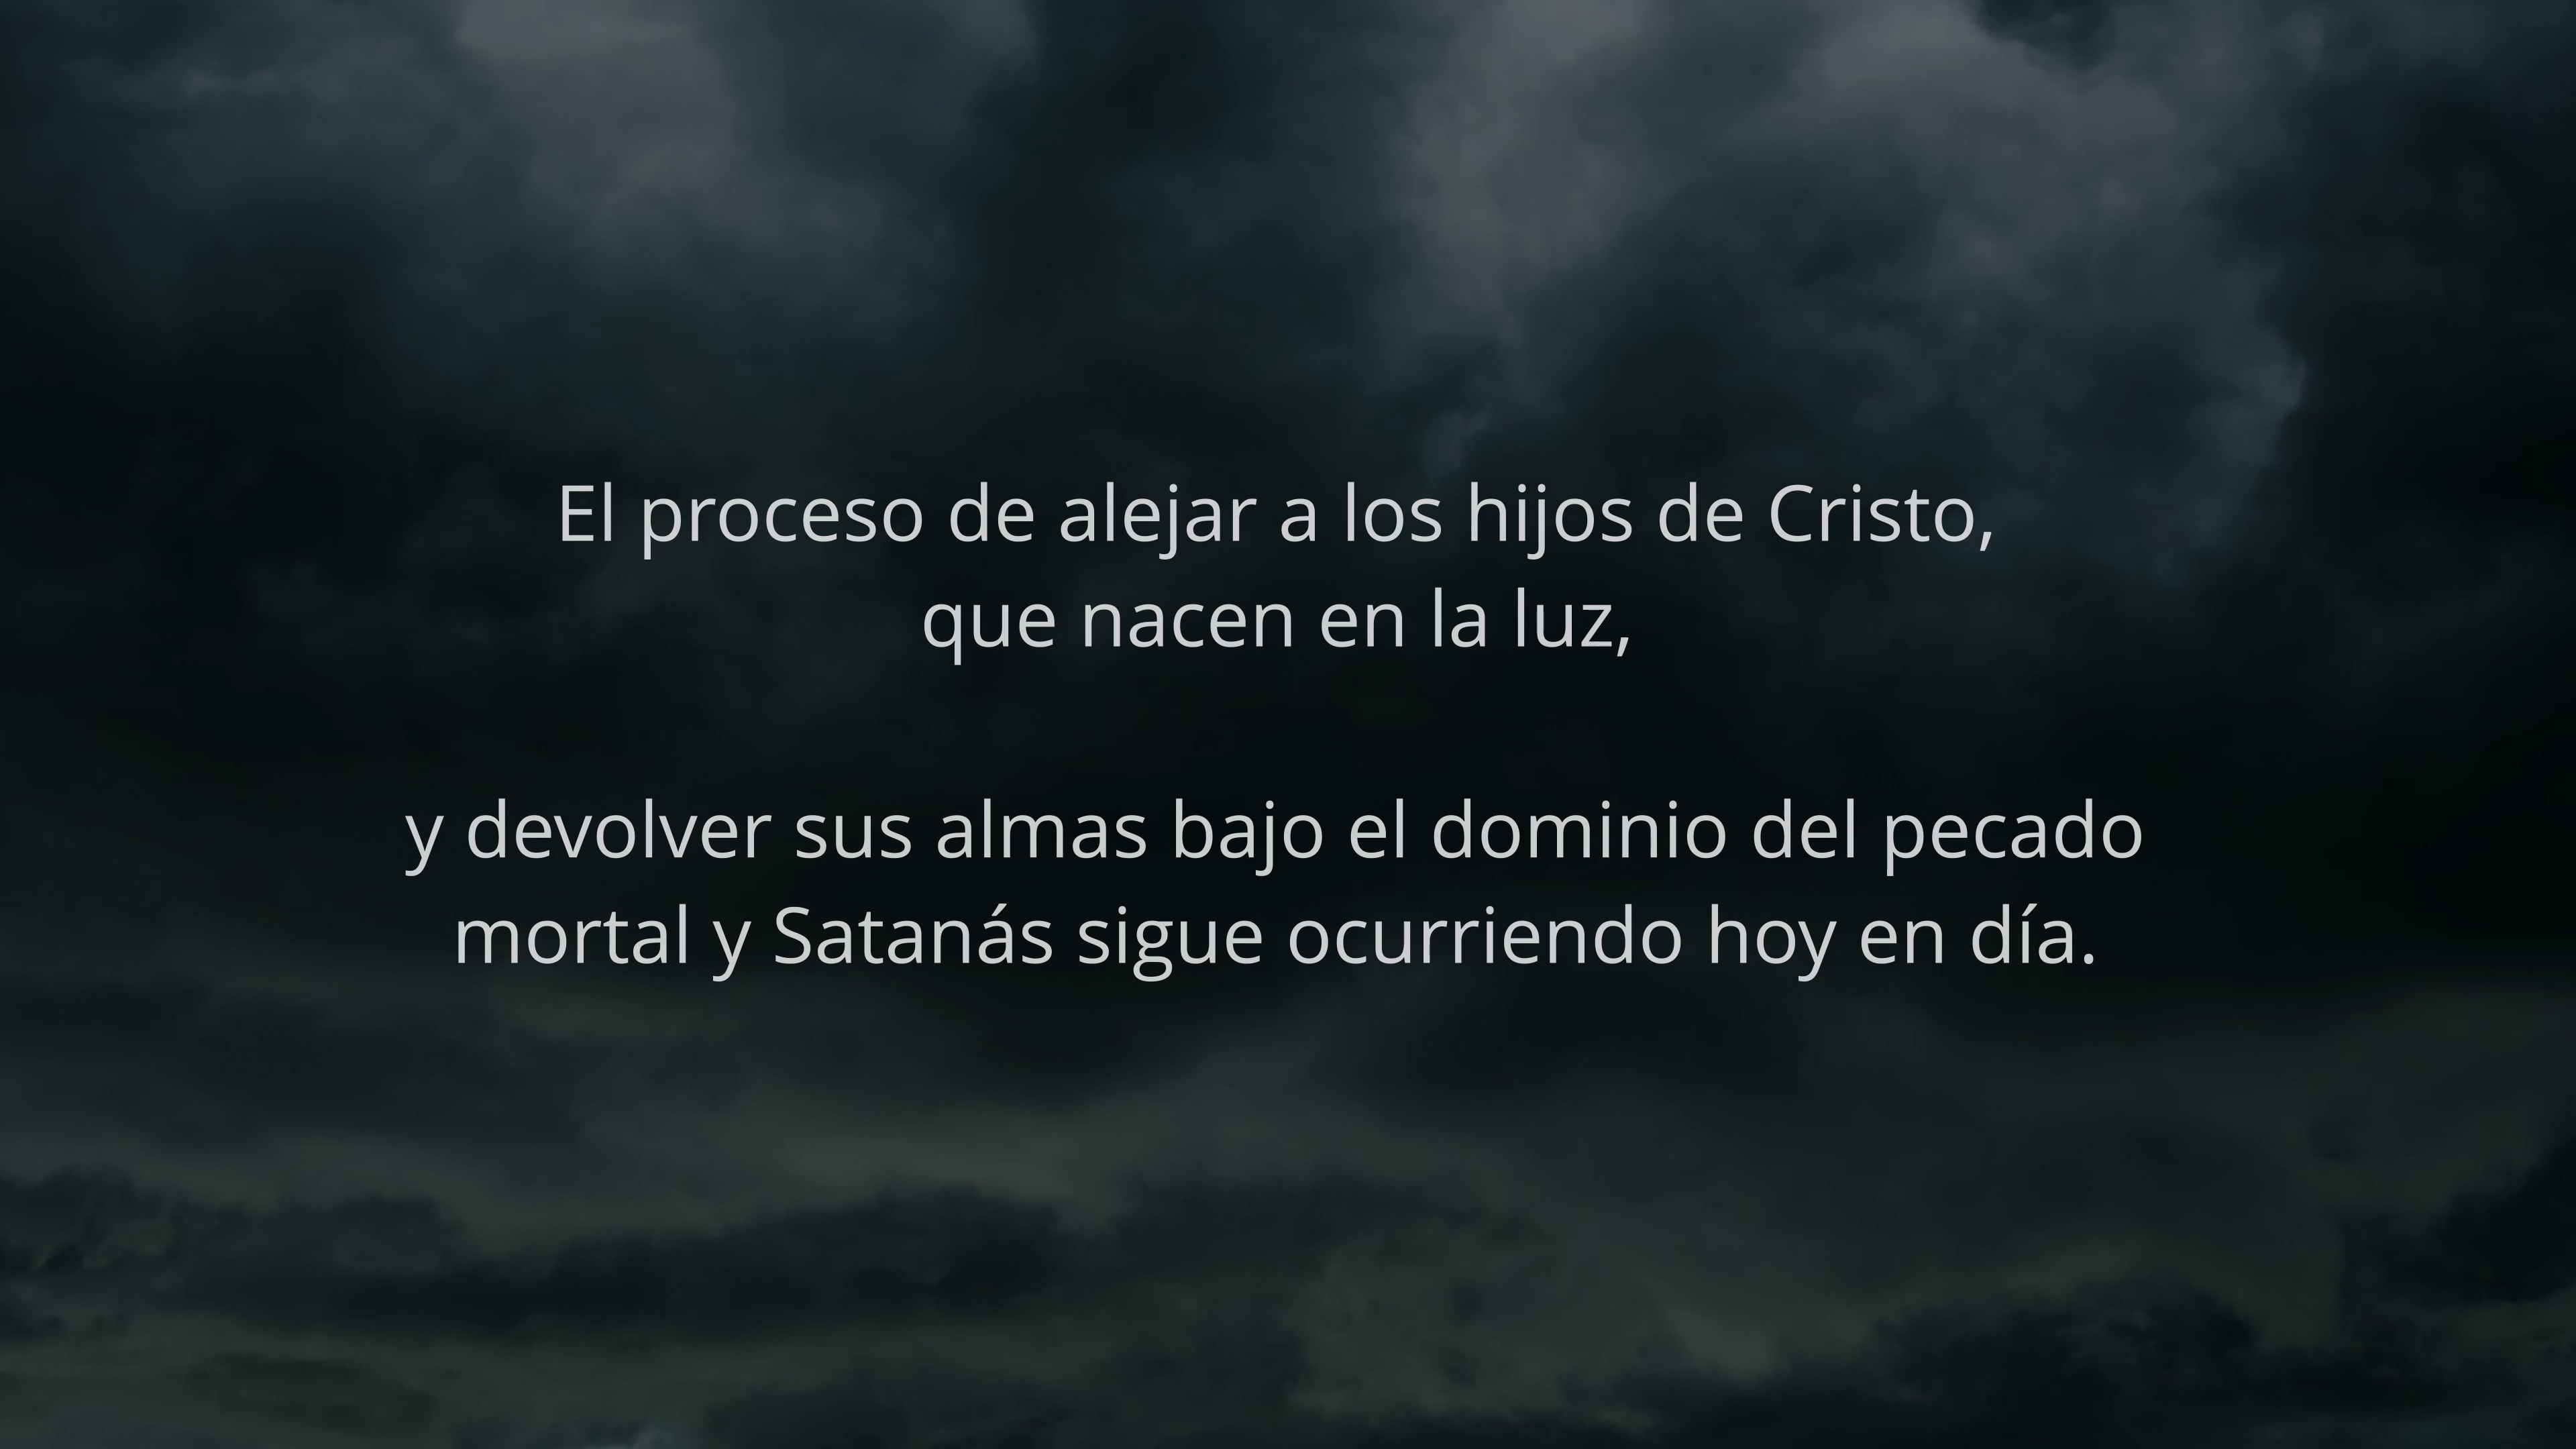 El proceso de alejar a los hijos de Cristo,
que nacen en la luz,
y devolver sus almas bajo el dominio del pecado
mortal y Satanás sigue ocurriendo hoy en día.